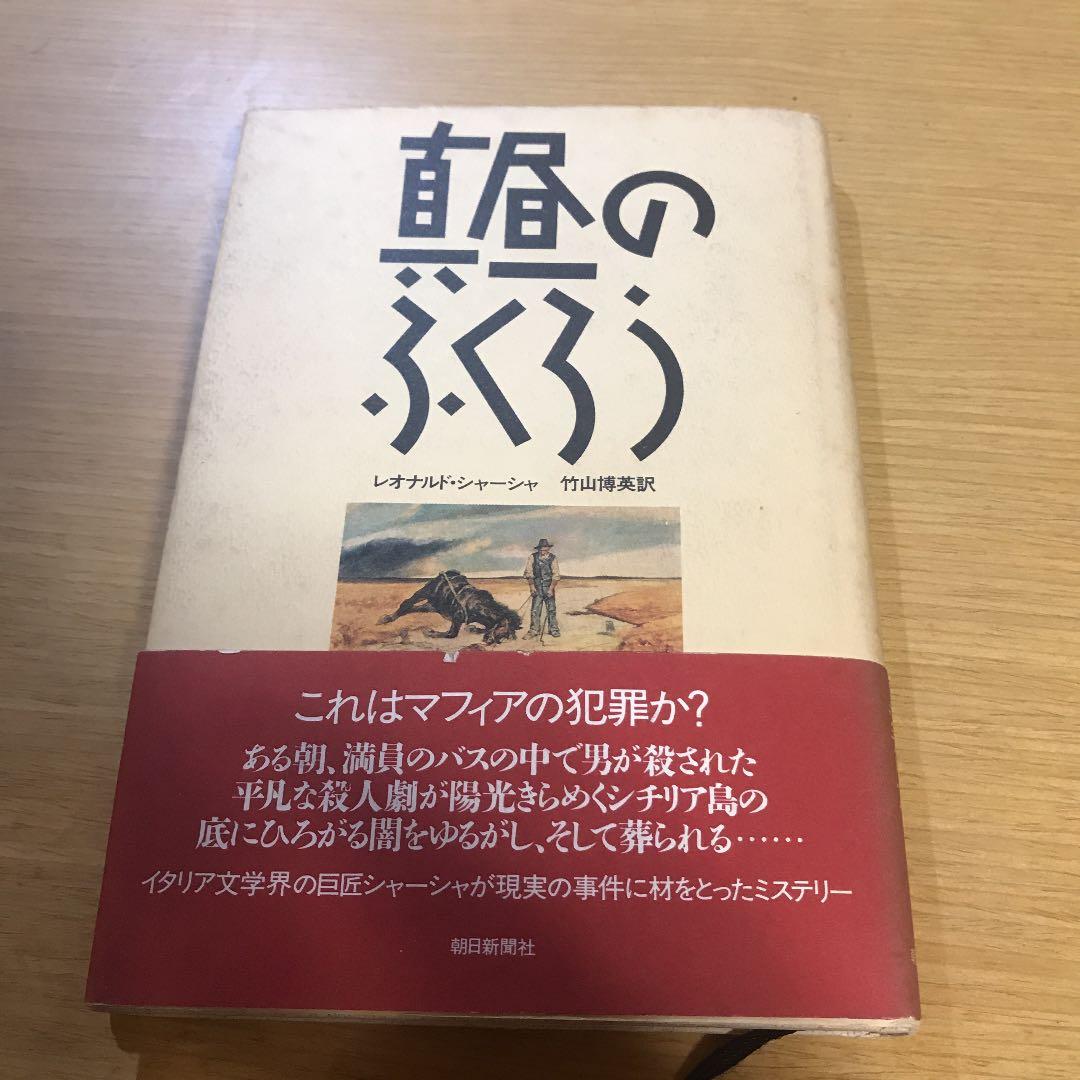 真昼の
ふくろう
レオナルド・シャーシャ 竹山博英訳
これはマフィアの犯罪か?
ある朝、満員のバスの中で男が殺された
平凡な殺人劇が陽光きらめくシチリア島の
底にひろがる闇をゆるがし、そして葬られる……
イタリア文学界の巨匠シャーシャが現実の事件に材をとったミステリー
朝日新聞社